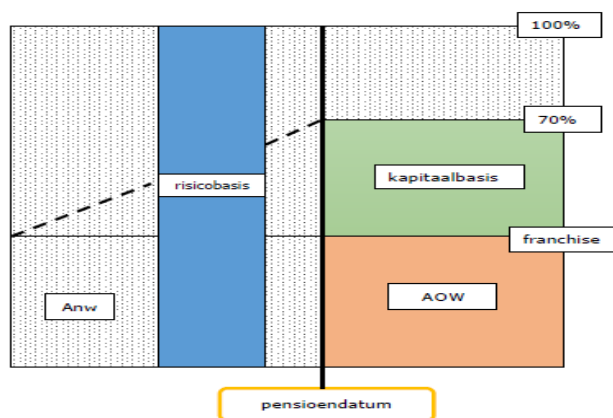 100%
70%
risicobasis
kapitaalbasis
franchise
Anw
AOW
pensioendatum